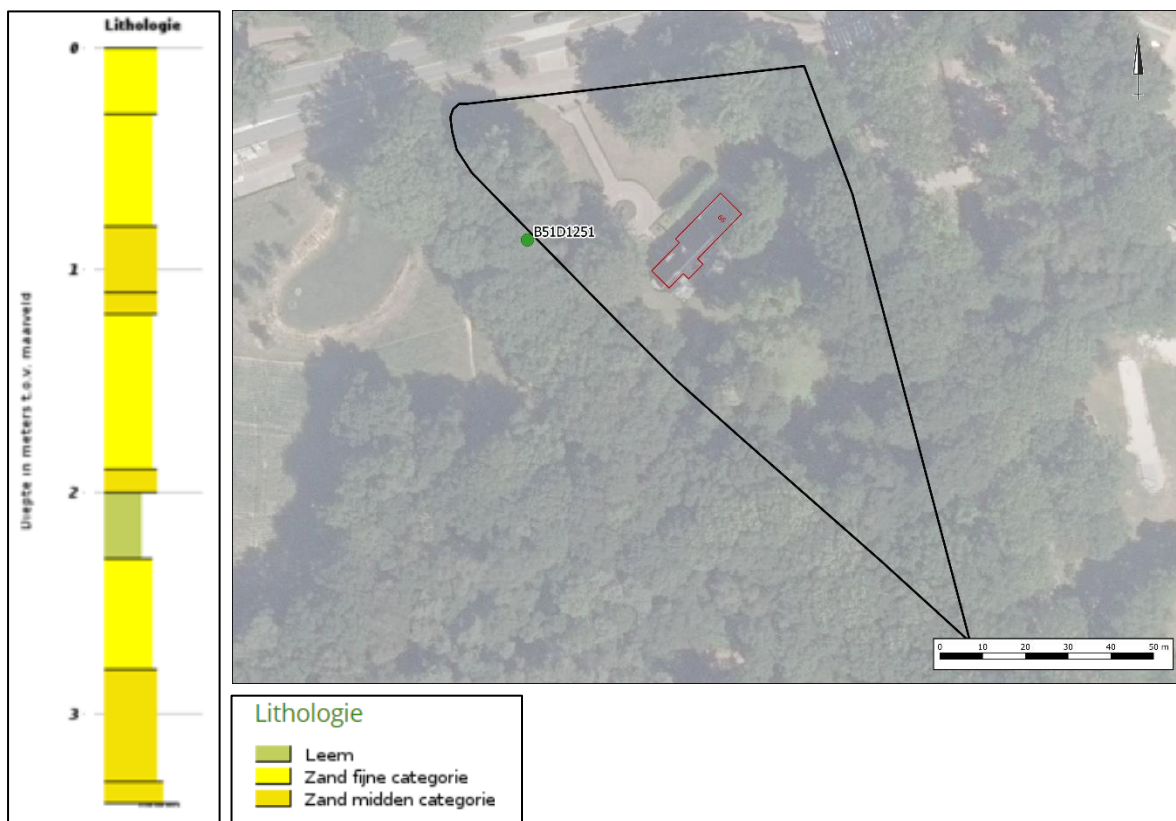 Lithologie
0
1
2
3
Diepte in meters t.o.v. maaiveld
B51D1251
0 10 20 30 40 50 m
Lithologie
Leem
Zand fijne categorie
Zand midden categorie